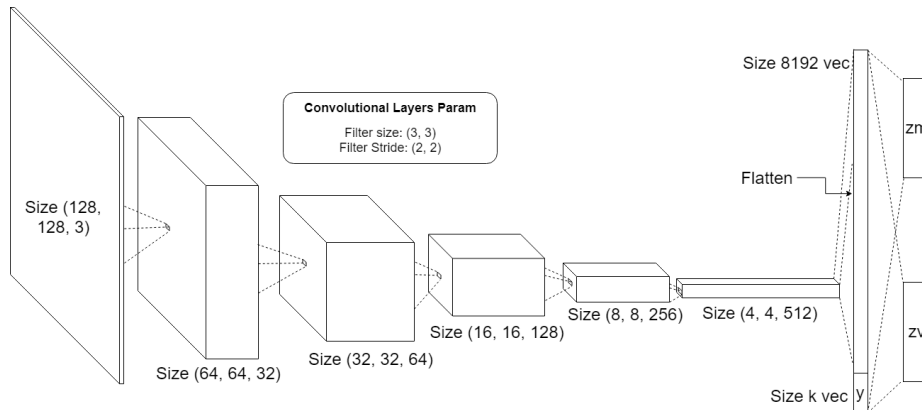 Size 8192 vec
zm
Convolutional Layers Param
Filter size: (3, 3)
Filter Stride: (2, 2)
Flatten
Size (128,
128, 3)
Size (16, 16, 128)
Size (8, 8, 256)
Size (4, 4, 512)
zv
Size (32, 32, 64)
Size (64, 64, 32)
Size k vec
y